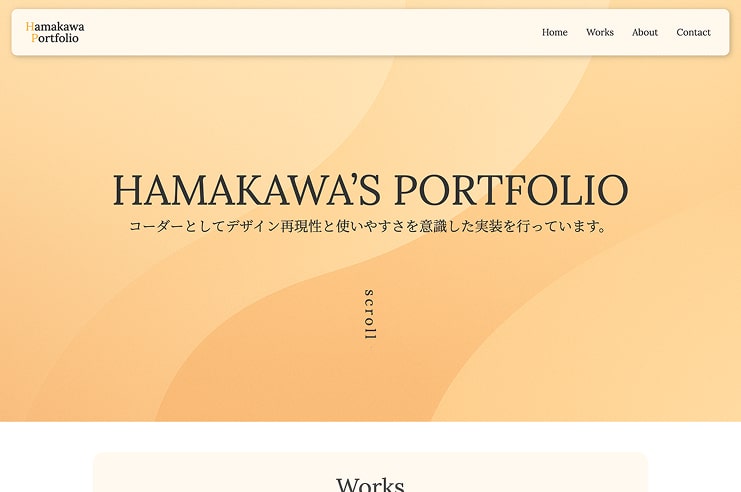 Hamakawa
Portfolio
Home Works About Contact
HAMAKAWA’S PORTFOLIO
コーダーとしてデザイン再現性と使いやすさを意識した実装を行っています。
scroll
Works